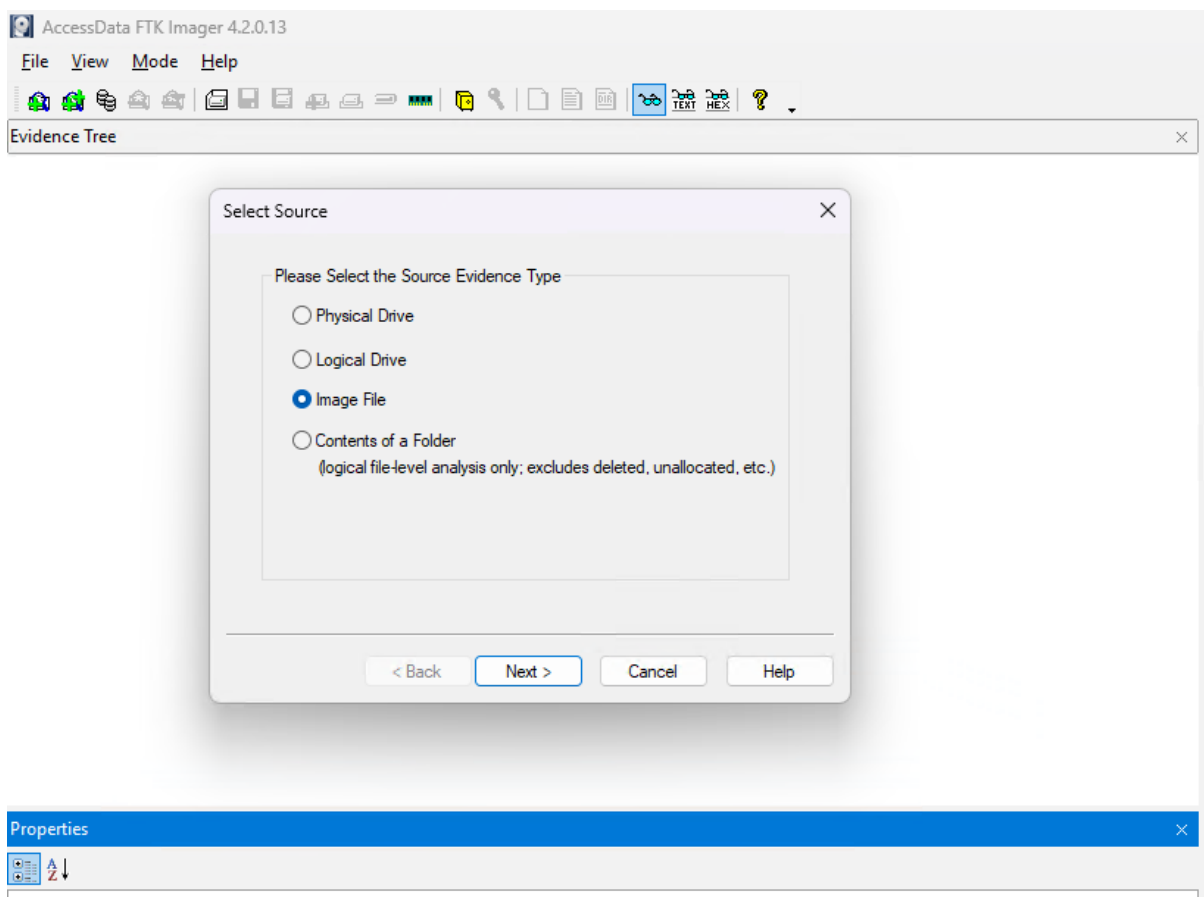 AccessData FTK Imager 4.2.0.13
File View Mode Help
DIR TEXT HEX ?
Evidence Tree
Select Source
Please Select the Source Evidence Type
Physical Drive
Logical Drive
Image File
Contents of a Folder
(logical file-level analysis only; excludes deleted, unallocated, etc.)
< Back Next > Cancel Help
Properties
A
Z